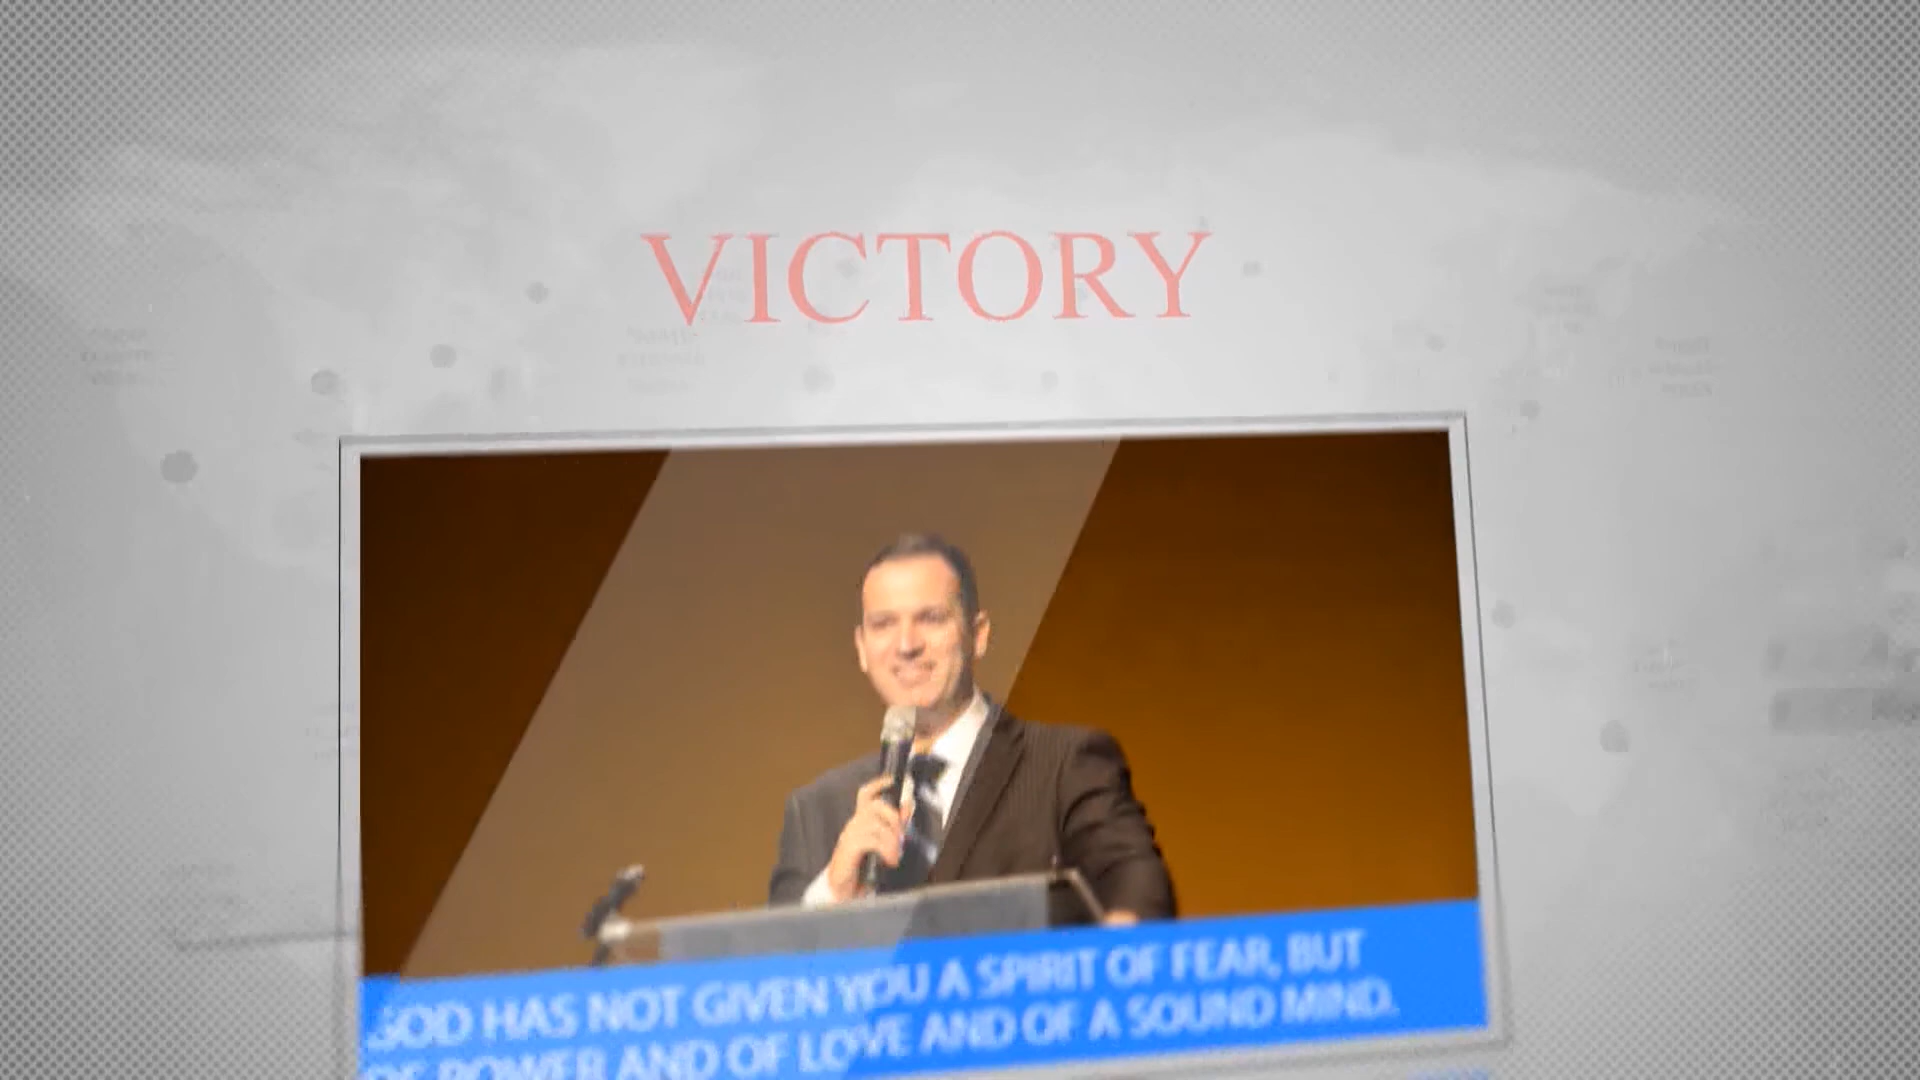 VICTORY
GOD HAS NOT GIVEN YOU A SPIRIT OF FEAR, BUT
OF POWER AND OF LOVE AND OF A SOUND MIND.